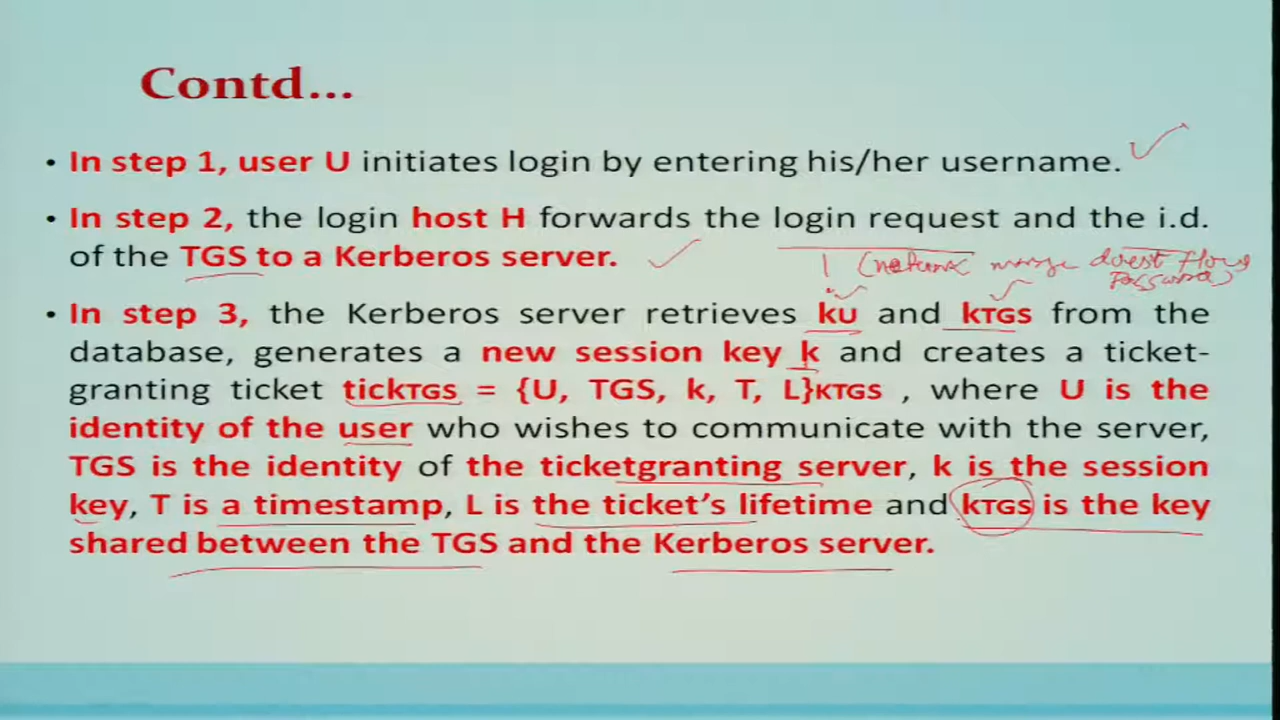 Contd...
• In step 1, user U initiates login by entering his/her username.
• In step 2, the login host H forwards the login request and the i.d.
of the TGS to a Kerberos server.
doesn't flows
• In step 3, the Kerberos server retrieves kU and kTGS from the
database, generates a new session key k and creates a ticket-
granting ticket tickTGS = {U, TGS, k, T, L}KTGS , where U is the
identity of the user who wishes to communicate with the server,
TGS is the identity of the ticketgranting server, k is the session
key, T is a timestamp, L is the ticket's lifetime and kTGS is the key
shared between the TGS and the Kerberos server.